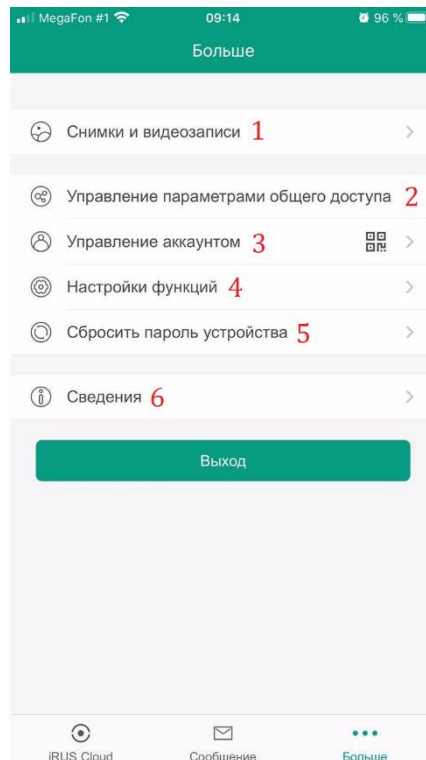 MegaFon #1 09:14 96 %
Больше
Снимки и видеозаписи 1
Управление параметрами общего доступа 2
Управление аккаунтом 3
Настройки функций 4
Сбросить пароль устройства 5
Сведения 6
Выход
iRUS Cloud Сообщение Больше